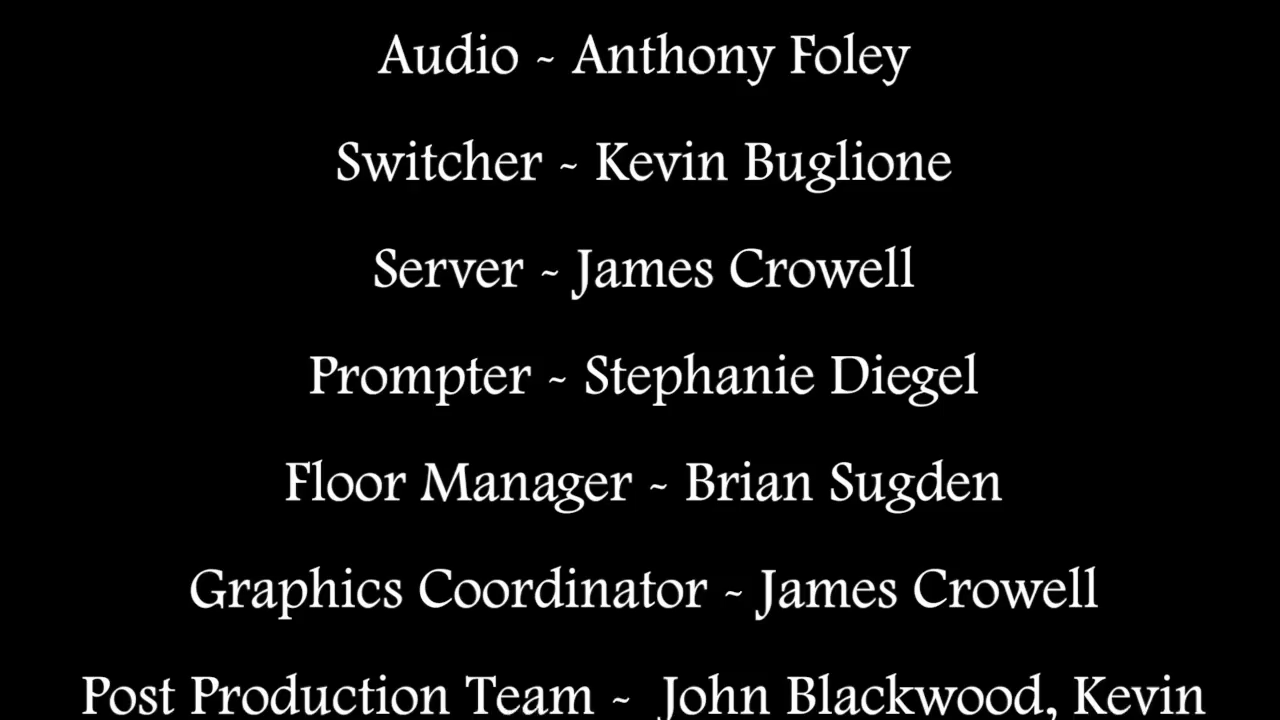 Audio - Anthony Foley
Switcher - Kevin Buglione
Server - James Crowell
Prompter - Stephanie Diegel
Floor Manager - Brian Sugden
Graphics Coordinator - James Crowell
Post Production Team - John Blackwood, Kevin